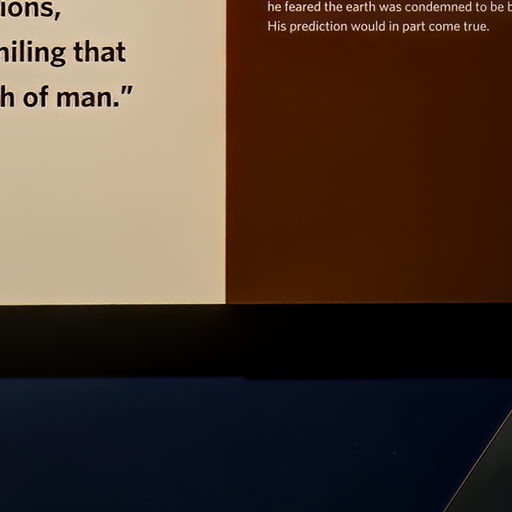 ions,
niling that
h of man.”
he feared the earth was condemned to be b
His prediction would in part come true.